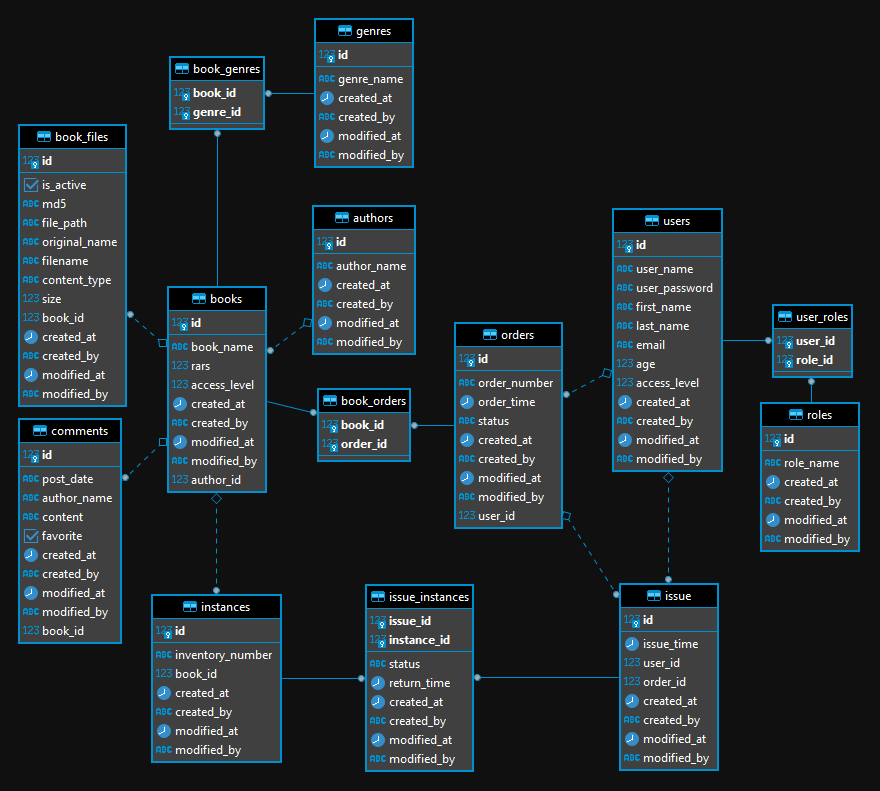 genres
123 id
ABC genre_name
created_at
ABC created_by
modified_at
ABC modified_by
book_genres
123 book_id
123 genre_id
book_files
123 id
is_active
ABC md5
ABC file_path
ABC original_name
ABC filename
ABC content_type
123 size
123 book_id
created_at
ABC created_by
modified_at
ABC modified_by
authors
123 id
ABC author_name
created_at
ABC created_by
modified_at
ABC modified_by
users
123 id
ABC user_name
ABC user_password
ABC first_name
ABC last_name
ABC email
123 age
123 access_level
created_at
ABC created_by
modified_at
ABC modified_by
books
123 id
ABC book_name
123 rars
123 access_level
created_at
ABC created_by
modified_at
ABC modified_by
123 author_id
user_roles
123 user_id
123 role_id
orders
123 id
ABC order_number
order_time
ABC status
created_at
ABC created_by
modified_at
ABC modified_by
123 user_id
book_orders
123 book_id
123 order_id
roles
123 id
ABC role_name
created_at
ABC created_by
modified_at
ABC modified_by
comments
123 id
ABC post_date
ABC author_name
ABC content
favorite
created_at
ABC created_by
modified_at
ABC modified_by
123 book_id
instances
123 id
ABC inventory_number
123 book_id
created_at
ABC created_by
modified_at
ABC modified_by
issue_instances
123 issue_id
123 instance_id
ABC status
return_time
created_at
ABC created_by
modified_at
ABC modified_by
issue
123 id
issue_time
123 user_id
123 order_id
created_at
ABC created_by
modified_at
ABC modified_by